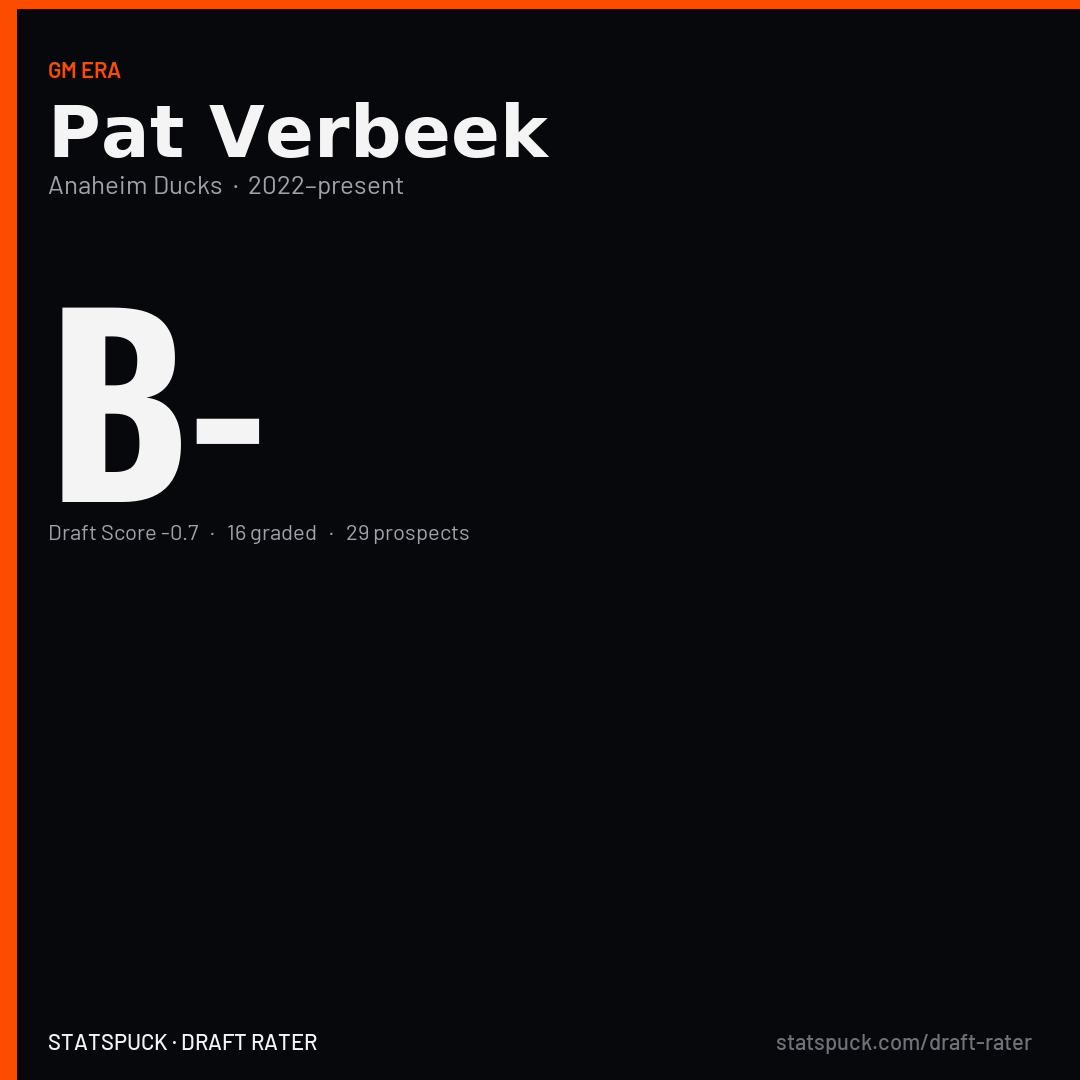 GM ERA
Pat Verbeek
Anaheim Ducks · 2022–present
B-
Draft Score -0.7 · 16 graded · 29 prospects
STATSPUCK · DRAFT RATER
statspuck.com/draft-rater